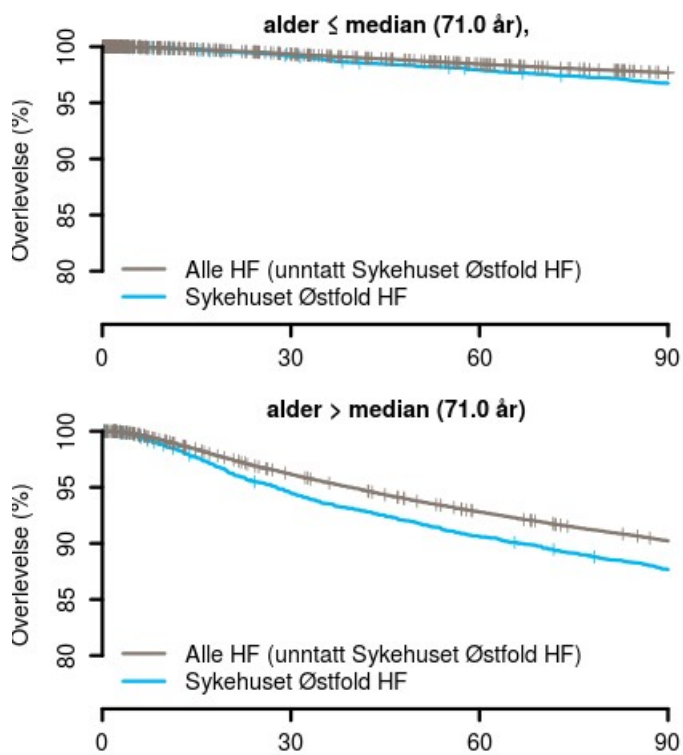 alder ≤ median (71.0 år),
Overlevelse (%)
100
95
90
85
80
Alle HF (unntatt Sykehuset Østfold HF)
Sykehuset Østfold HF
0 30 60 90
alder > median (71.0 år)
Overlevelse (%)
100
95
90
85
80
Alle HF (unntatt Sykehuset Østfold HF)
Sykehuset Østfold HF
0 30 60 90